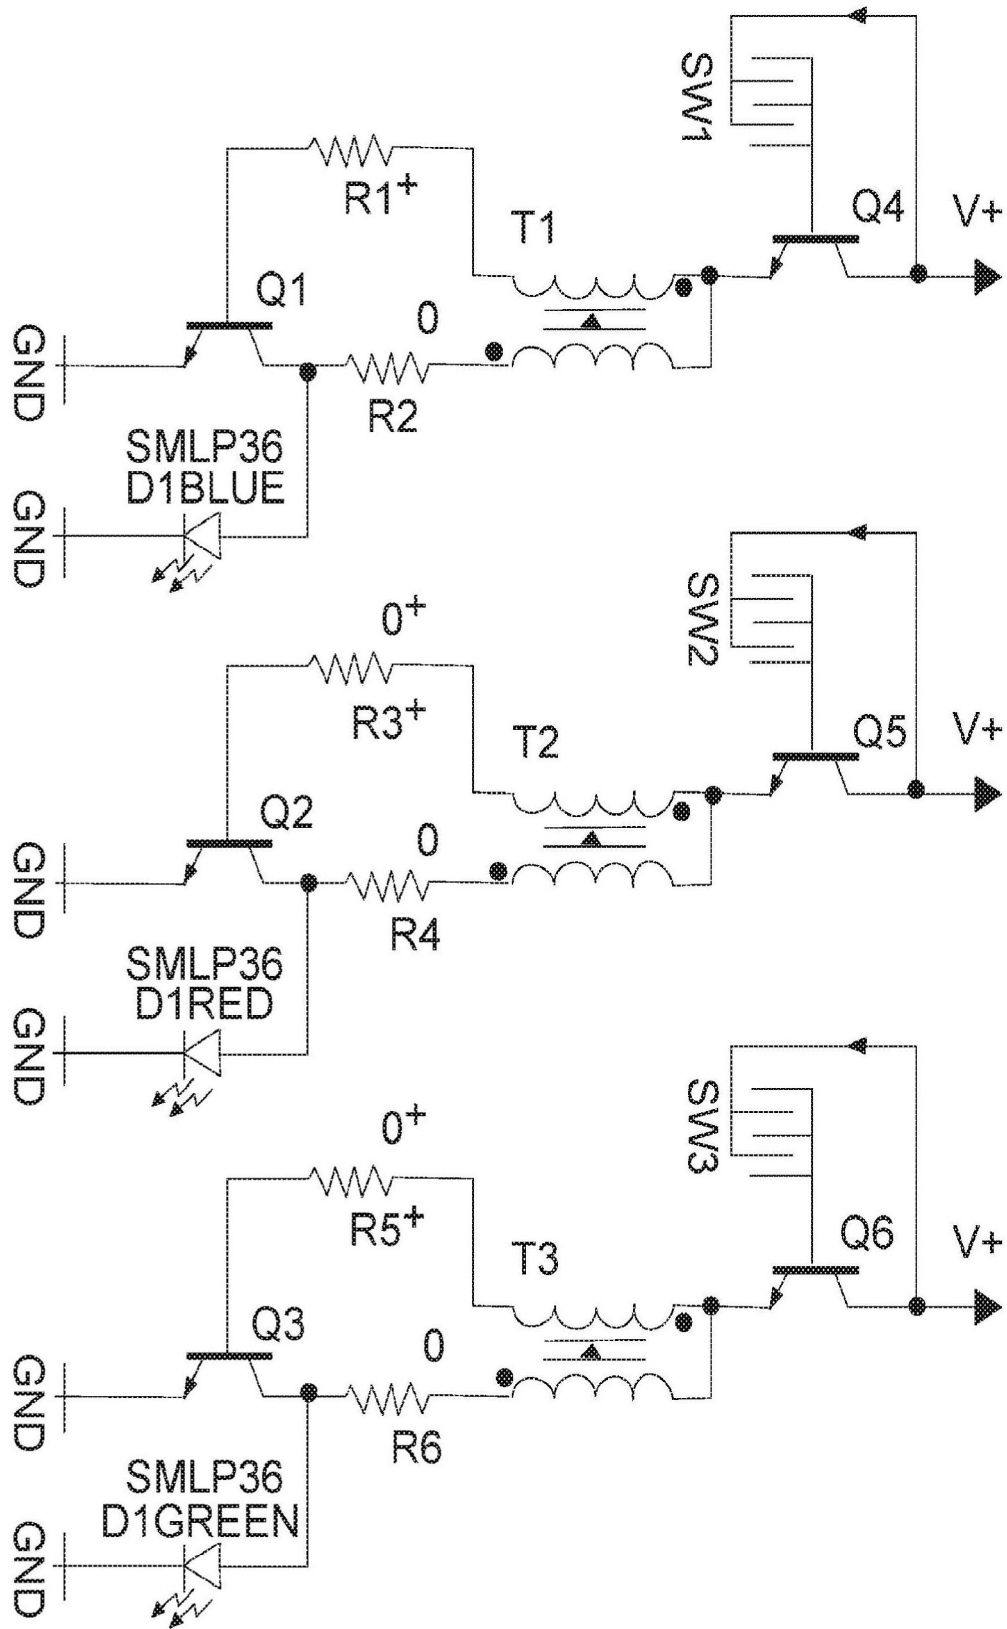 SW1
R1+
Q4
V+
T1
Q1
0
GND
R2
SMLP36
D1BLUE
GND
SW2
0+
R3+
Q5
V+
T2
Q2
0
GND
R4
SMLP36
D1RED
GND
SW3
0+
R5+
Q6
V+
T3
Q3
0
GND
R6
SMLP36
D1GREEN
GND